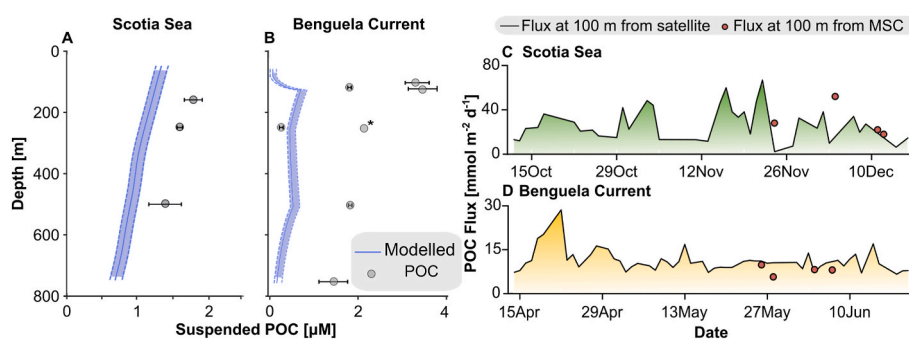 Scotia Sea
Benguela Current
Flux at 100 m from satellite
Flux at 100 m from MSC
A
B
C Scotia Sea
0
200
400
600
800
Depth [m]
*
Modelled
POC
0
1
2
0
2
4
Suspended POC [µM]
80
40
0
15Oct
29Oct
12Nov
26Nov
10Dec
D Benguela Current
30
15
0
POC Flux [mmol m⁻² d⁻¹]
15Apr
29Apr
13May
27May
10Jun
Date